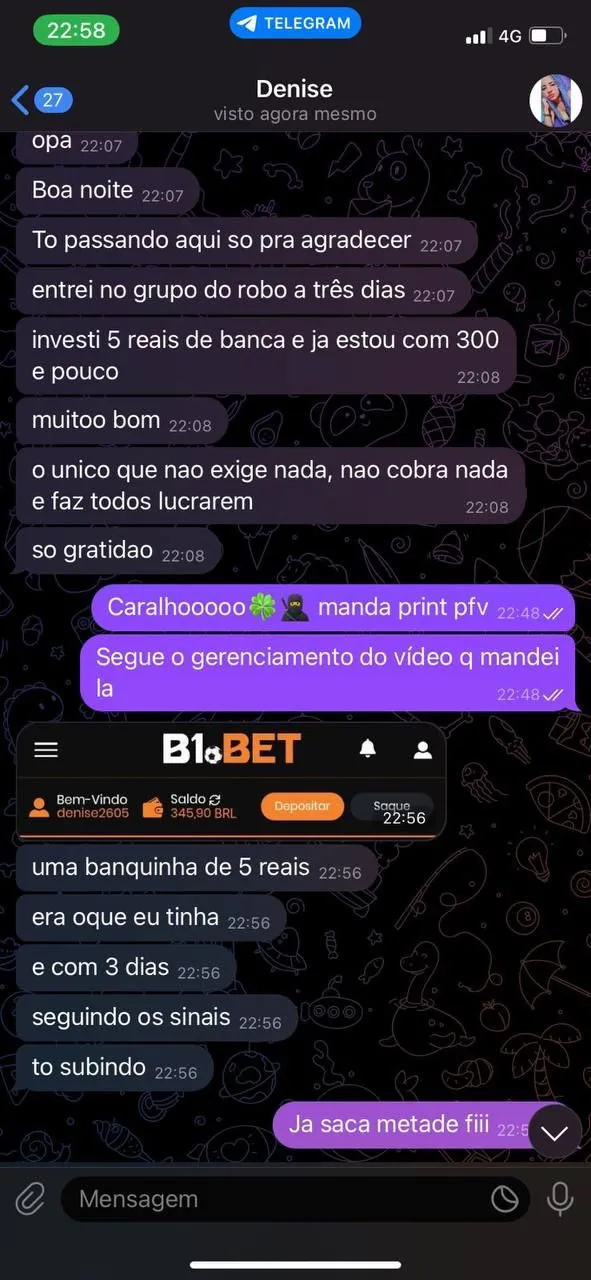 22:58
TELEGRAM
4G
27
Denise
visto agora mesmo
opa 22:07
Boa noite 22:07
To passando aqui so pra agradecer 22:07
entrei no grupo do robo a três dias 22:07
investi 5 reais de banca e ja estou com 300
e pouco 22:08
muitoo bom 22:08
o unico que nao exige nada, nao cobra nada
e faz todos lucrarem 22:08
so gratidao 22:08
Caralhooooo🍀🥷 manda print pfv 22:48
Segue o gerenciamento do vídeo q mandei
la 22:48
B1.BET
Bem-Vindo
denise2605
Saldo
345,90 BRL
Depositar
Saque
22:56
uma banquinha de 5 reais 22:56
era oque eu tinha 22:56
e com 3 dias 22:56
seguindo os sinais 22:56
to subindo 22:56
Ja saca metade fiii 22:5
Mensagem